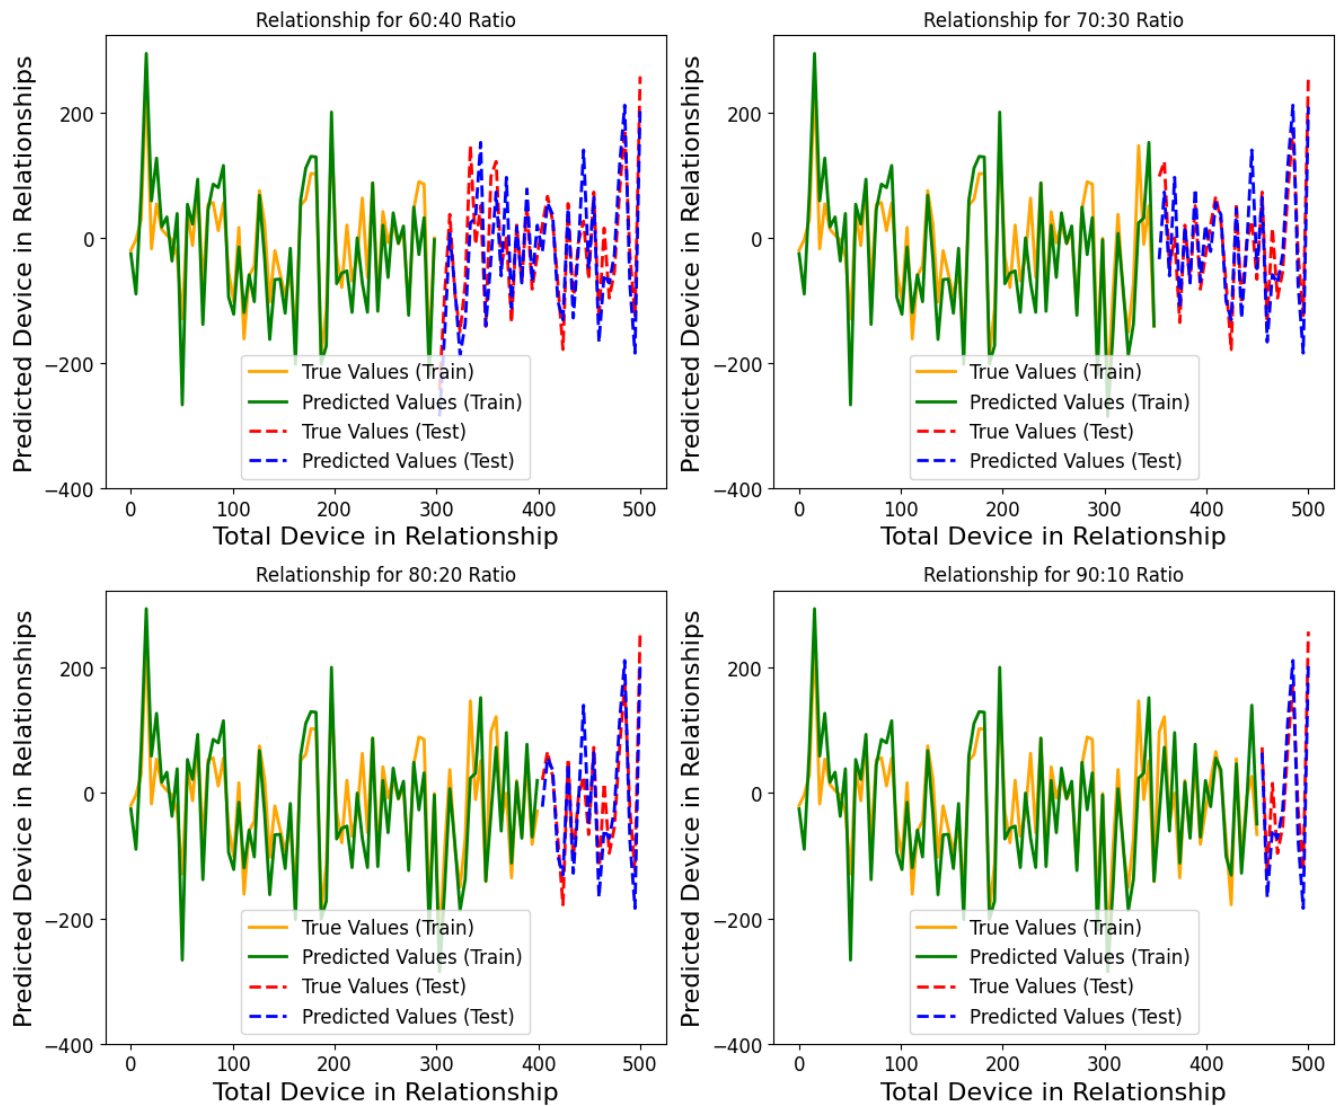 Relationship for 60:40 Ratio
Predicted Device in Relationships
200
0
−200
−400
True Values (Train)
Predicted Values (Train)
True Values (Test)
Predicted Values (Test)
0 100 200 300 400 500
Total Device in Relationship
Relationship for 70:30 Ratio
Predicted Device in Relationships
200
0
−200
−400
True Values (Train)
Predicted Values (Train)
True Values (Test)
Predicted Values (Test)
0 100 200 300 400 500
Total Device in Relationship
Relationship for 80:20 Ratio
Predicted Device in Relationships
200
0
−200
−400
True Values (Train)
Predicted Values (Train)
True Values (Test)
Predicted Values (Test)
0 100 200 300 400 500
Total Device in Relationship
Relationship for 90:10 Ratio
Predicted Device in Relationships
200
0
−200
−400
True Values (Train)
Predicted Values (Train)
True Values (Test)
Predicted Values (Test)
0 100 200 300 400 500
Total Device in Relationship